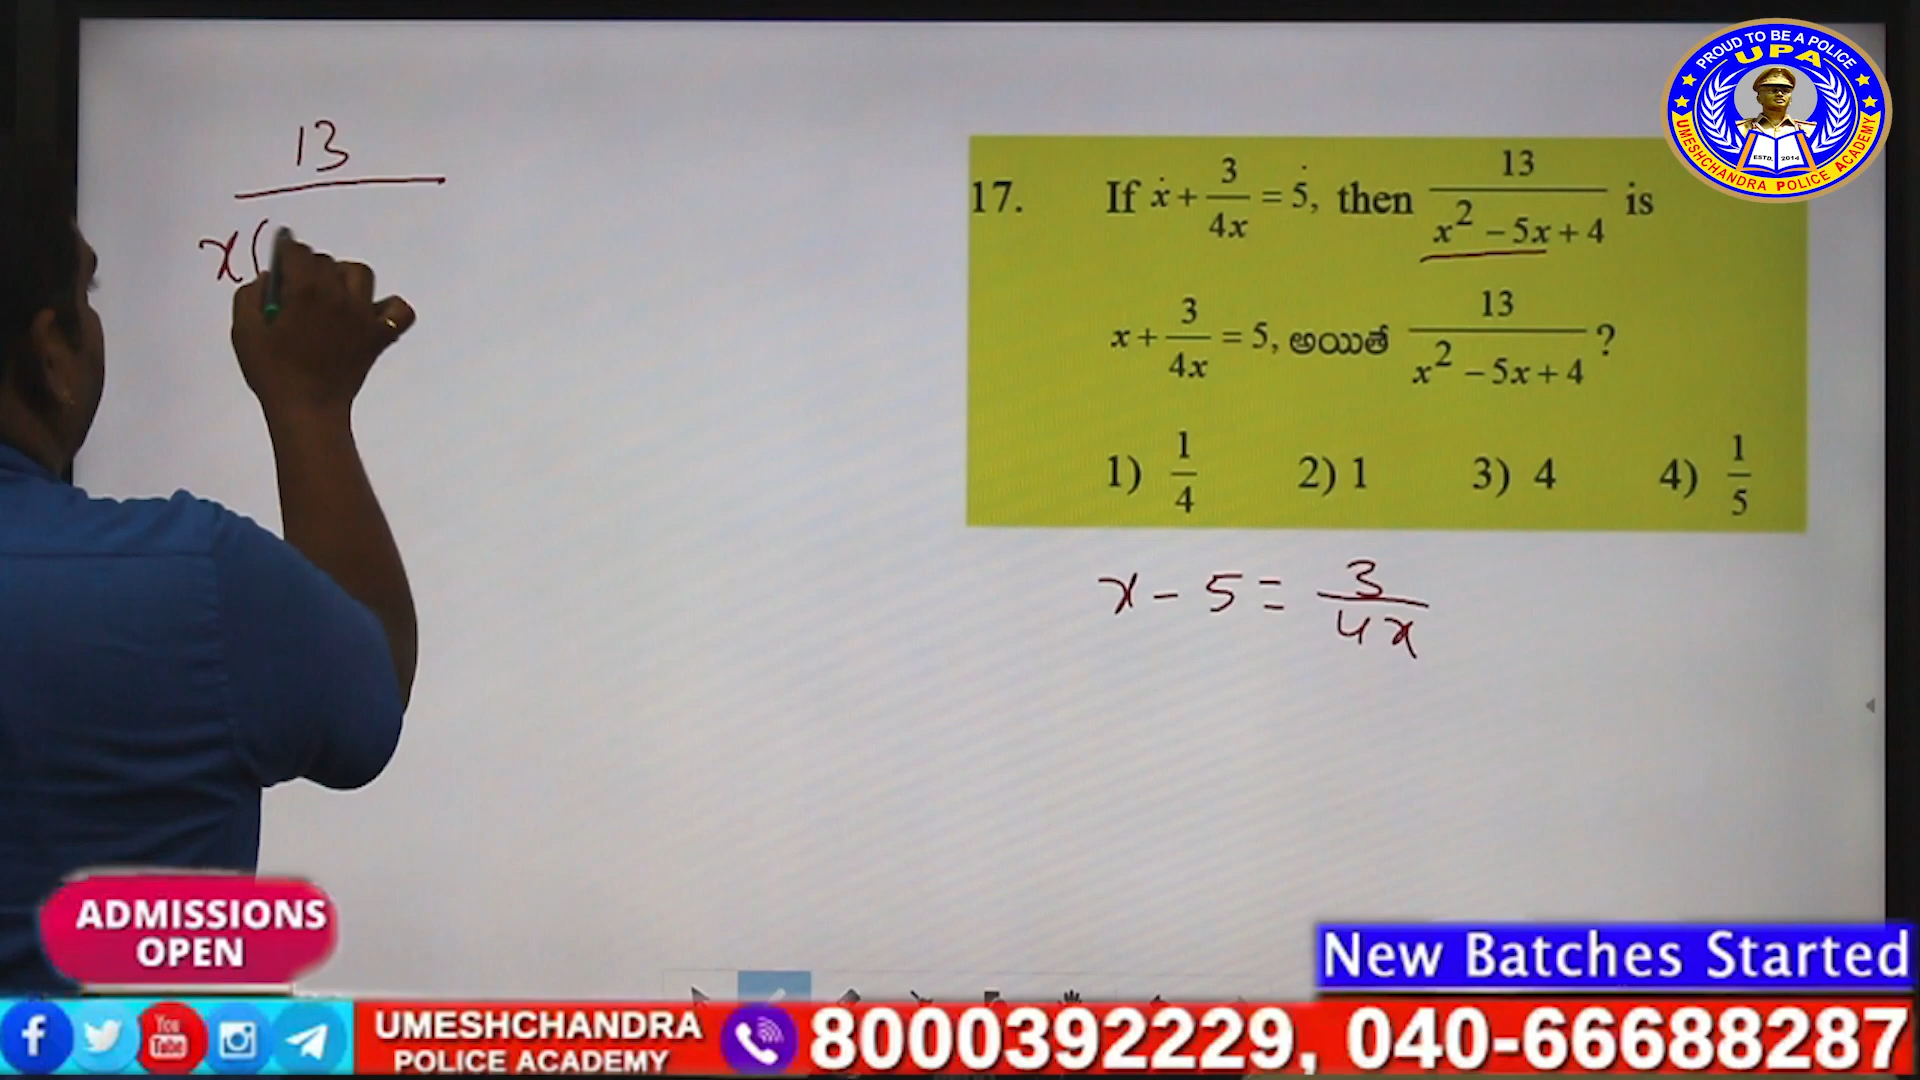 13
x(
17. If x + 3/4x = 5, then 13/x² – 5x + 4 is
x + 3/4x = 5, అయితే 13/x² – 5x + 4 ?
1) 1/4 2) 1 3) 4 4) 1/5
x – 5 = 3/4x
PROUD TO BE A POLICE
UPA
ESTD. 2014
UMESHCHANDRA POLICE ACADEMY
ADMISSIONS
OPEN
New Batches Started
You
Tube
UMESHCHANDRA
POLICE ACADEMY
8000392229, 040-66688287